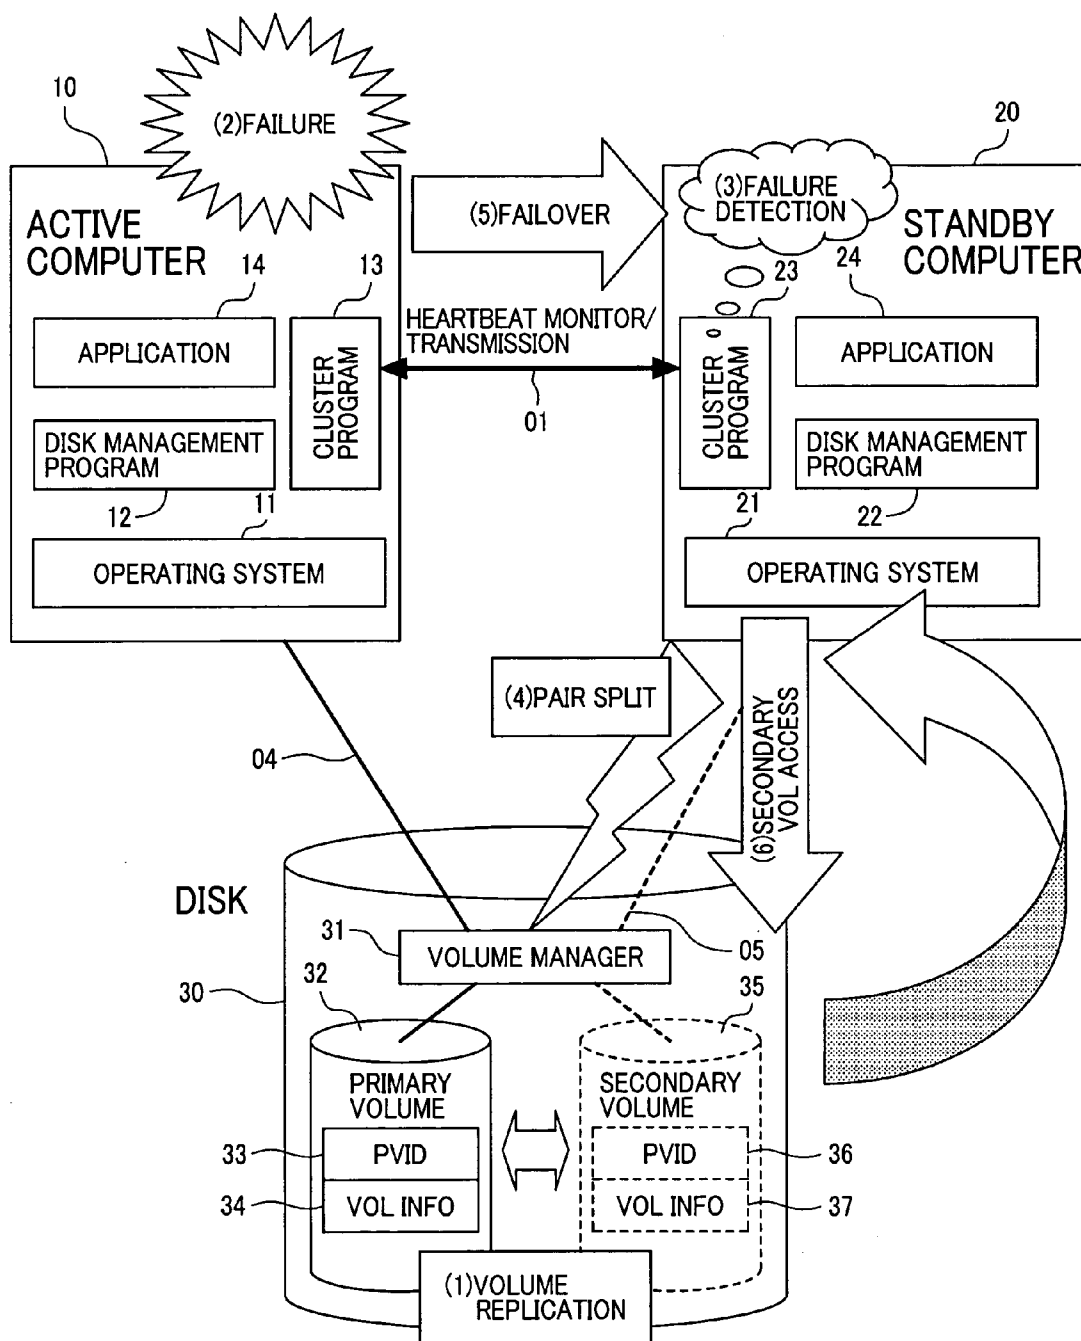 10
(2)FAILURE
20
ACTIVE
COMPUTER
(5)FAILOVER
(3)FAILURE
DETECTION
STANDBY
COMPUTER
14
13
23
24
HEARTBEAT MONITOR/
TRANSMISSION
APPLICATION
CLUSTER
PROGRAM
01
CLUSTER
PROGRAM
APPLICATION
DISK MANAGEMENT
PROGRAM
DISK MANAGEMENT
PROGRAM
12
11
21
22
OPERATING SYSTEM
OPERATING SYSTEM
(4)PAIR SPLIT
04
(6)SECONDARY
VOL ACCESS
DISK
31
VOLUME MANAGER
05
30
32
35
PRIMARY
VOLUME
SECONDARY
VOLUME
33
PVID
PVID
36
34
VOL INFO
VOL INFO
37
(1)VOLUME
REPLICATION